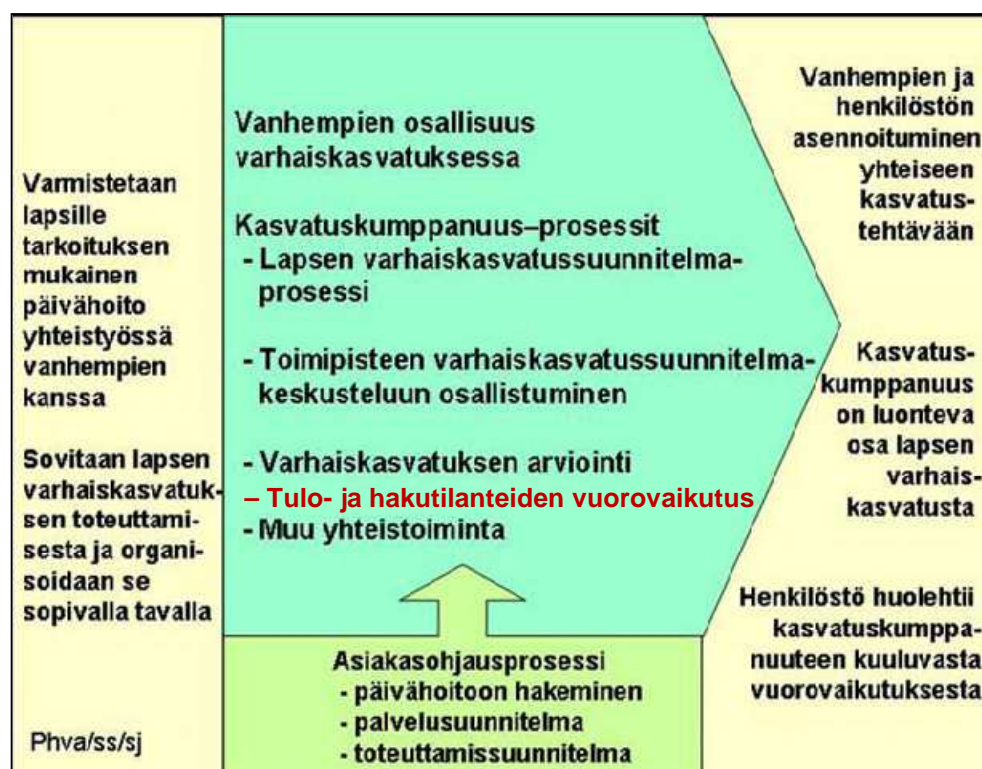 Varmistetaan
lapsille
tarkoituksen
mukainen
päivähoito
yhteistyössä
vanhempien
kanssa
Sovitaan lapsen
varhaiskasvatuk-
sen toteuttami-
sesta ja organi-
soidaan se
sopivalla tavalla
Phva/ss/sj
Vanhempien osallisuus
varhaiskasvatuksessa
Kasvatuskumppanuus–prosessit
- Lapsen varhaiskasvatussuunnitelma-
prosessi
- Toimipisteen varhaiskasvatussuunnitelma-
keskusteluun osallistuminen
- Varhaiskasvatuksen arviointi
– Tulo- ja hakutilanteiden vuorovaikutus
- Muu yhteistoiminta
Asiakasohjausprosessi
- päivähoitoon hakeminen
- palvelusuunnitelma
- toteuttamissuunnitelma
Vanhempien ja
henkilöstön
asennoituminen
yhteiseen
kasvatus-
tehtävään
Kasvatus-
kumppanuus
on luonteva
osa lapsen
varhais-
kasvatusta
Henkilöstö huolehtii
kasvatuskumppa-
nuuteen kuuluvasta
vuorovaikutuksesta